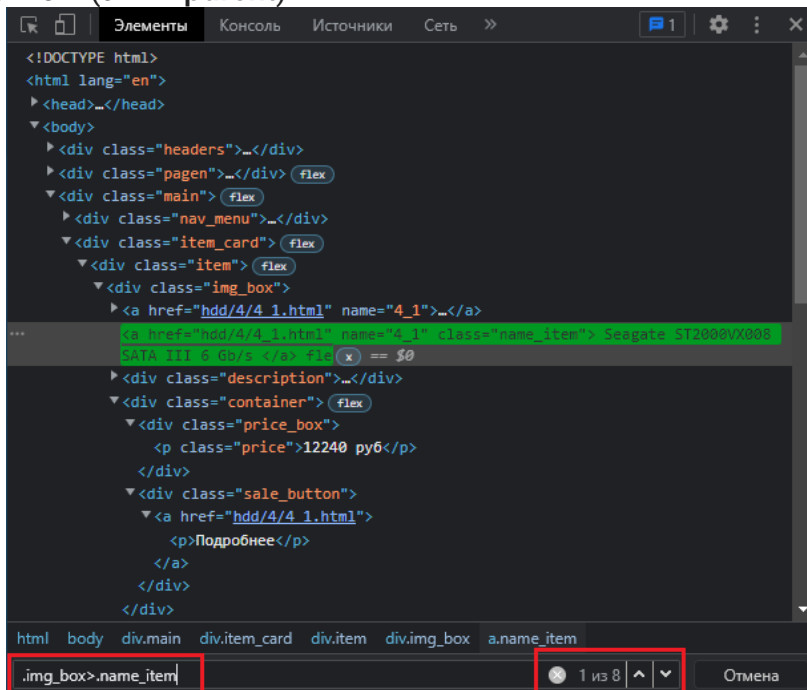 Элементы Консоль Источники Сеть 1
<!DOCTYPE html>
<html lang="en">
<head>…</head>
<body>
<div class="headers">…</div>
<div class="pagen">…</div> flex
<div class="main"> flex
<div class="nav_menu">…</div>
<div class="item_card"> flex
<div class="item"> flex
<div class="img_box">
<a href="hdd/4/4_1.html" name="4_1">…</a>
<a href="hdd/4/4_1.html" name="4_1" class="name_item"> Seagate ST2000VX008
SATA III 6 Gb/s </a> fle x == $0
<div class="description">…</div>
<div class="container"> flex
<div class="price_box">
<p class="price">12240 руб</p>
</div>
<div class="sale_button">
<a href="hdd/4/4_1.html">
<p>Подробнее</p>
</a>
</div>
</div>
html body div.main div.item_card div.item div.img_box a.name_item
.img_box>.name_item 1 из 8 Отмена